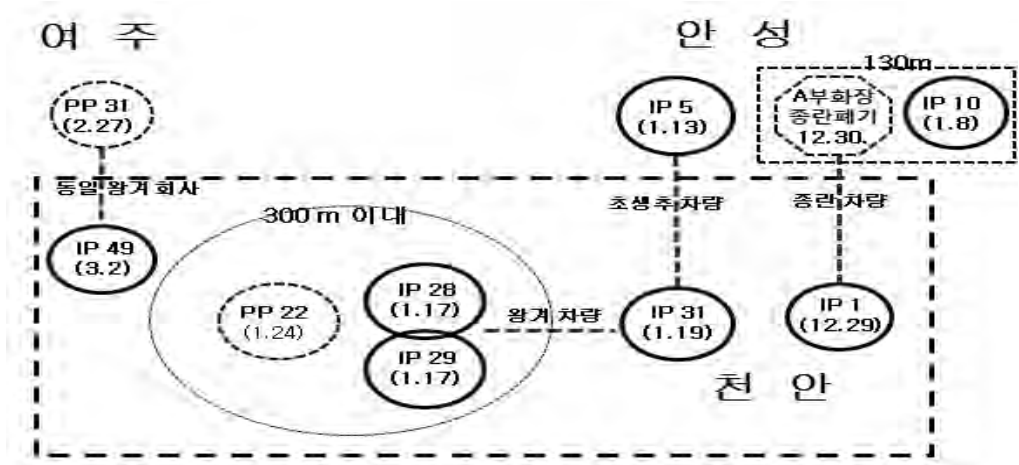 여 주
안 성
130m
PP 31
(2.27)
IP 5
(1.13)
A부화장
종란폐기
12.30.
IP 10
(1.8)
동일 왕겨 회사
300 m 이내
초생추 차량
종란 차량
IP 49
(3.2)
PP 22
(1.24)
IP 28
(1.17)
IP 29
(1.17)
왕겨 차량
IP 31
(1.19)
IP 1
(12.29)
천 안